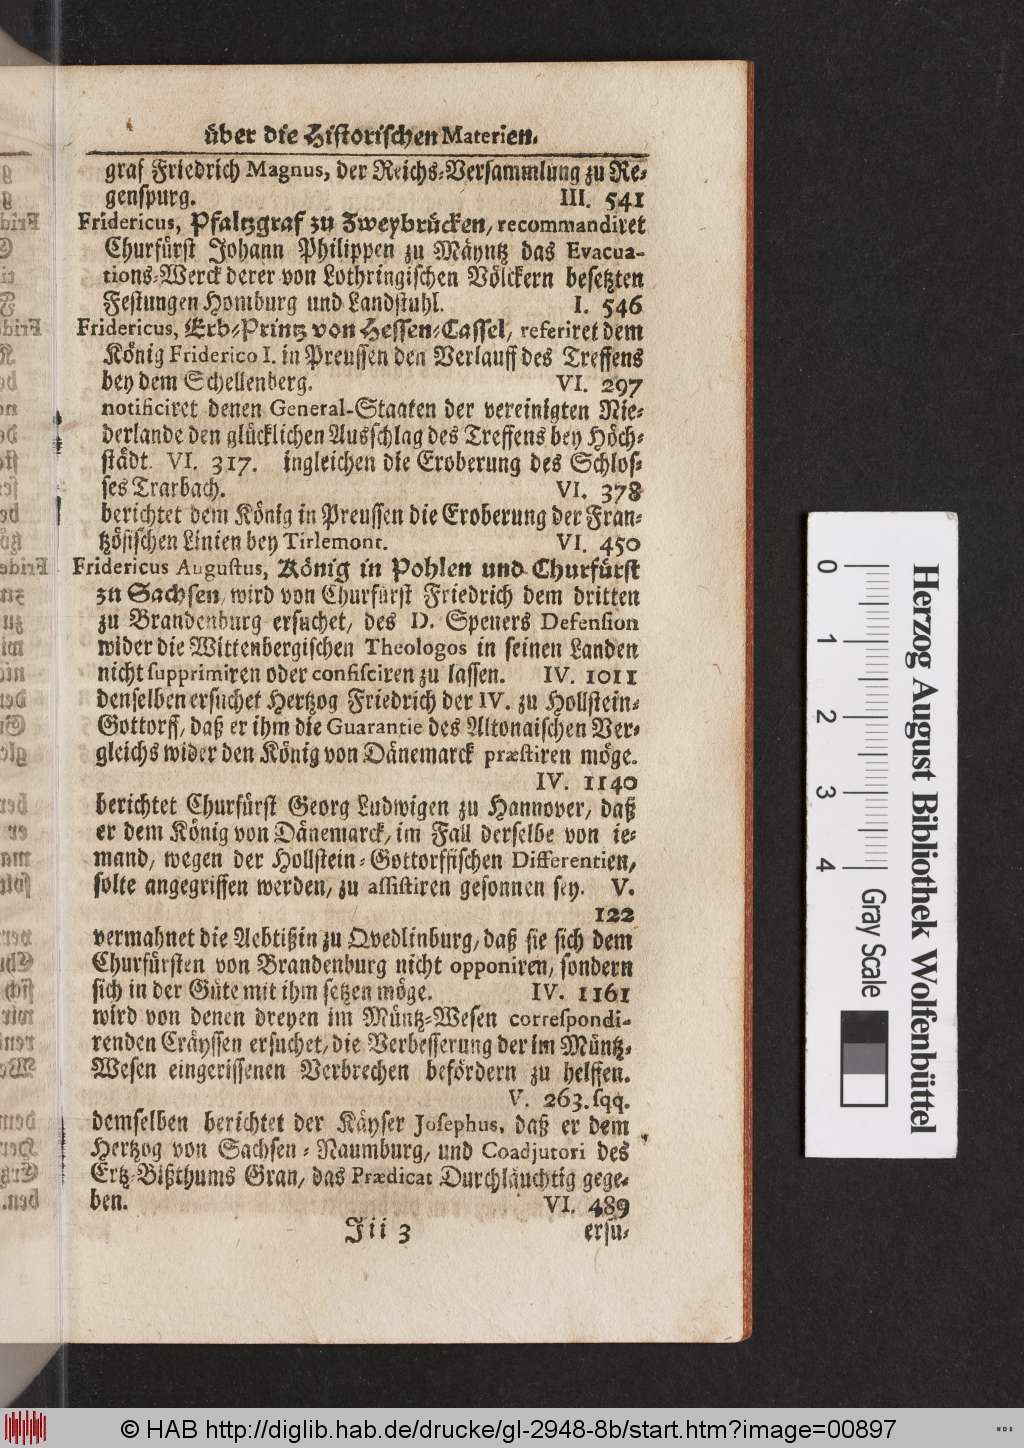 über die Historischen Materien.
graf Friedrich Magnus, der Reichs-Versammlung zu Re-
genspurg. III. 541
Fridericus, Pfaltzgraf zu Zweybrücken, recommandiret
Churfürst Johann Philippen zu Mäyntz das Evacua-
tions-Werck derer von Lothringischen Völckern besetzten
Festungen Homburg und Landstuhl. I. 546
Fridericus, Erb-Printz von Hessen-Cassel, referiret dem
König Friderico I. in Preussen den Verlauff des Treffens
bey dem Schellenberg. VI. 297
notificiret denen General-Staaten der vereinigten Nie-
derlande den glücklichen Ausschlag des Treffens bey Höch-
städt. VI. 317. ingleichen die Eroberung des Schlos-
ses Trarbach. VI. 378
berichtet dem König in Preussen die Eroberung der Fran-
tzösischen Linien bey Tirlemont. VI. 450
Fridericus Augustus, König in Pohlen und Churfürst
zu Sachsen, wird von Churfürst Friedrich dem dritten
zu Brandenburg ersuchet, des D. Speners Defension
wider die Wittenbergischen Theologos in seinen Landen
nicht supprimiren oder confisciren zu lassen. IV. 1011
denselben ersuchet Hertzog Friedrich der IV. zu Hollstein-
Gottorff, daß er ihm die Guarantie des Altonaischen Ver-
gleichs wider den König von Dänemarck præstiren möge.
IV. 1140
berichtet Churfürst Georg Ludwigen zu Hannover, daß
er dem König von Dänemarck, im Fall derselbe von ie-
mand, wegen der Hollstein-Gottorffischen Differentien,
solte angegriffen werden, zu assistiren gesonnen sey. V.
122
vermahnet die Aebtißin zu Qvedlinburg, daß sie sich dem
Churfürsten von Brandenburg nicht opponiren, sondern
sich in der Güte mit ihm setzen möge. IV. 1161
wird von denen dreyen im Müntz-Wesen correspondi-
renden Cräyssen ersuchet, die Verbesserung der im Müntz-
Wesen eingerissenen Verbrechen befördern zu helffen.
V. 263. sqq.
demselben berichtet der Käyser Josephus, daß er dem
Hertzog von Sachsen-Naumburg, und Coadjutori des
Ertz-Bißthums Gran, das Prædicat Durchläuchtig gege-
ben. VI. 489
Iii 3 ersu-
Herzog August Bibliothek Wolfenbüttel
0 1 2 3 4 Gray Scale
© HAB http://diglib.hab.de/drucke/gl-2948-8b/start.htm?image=00897